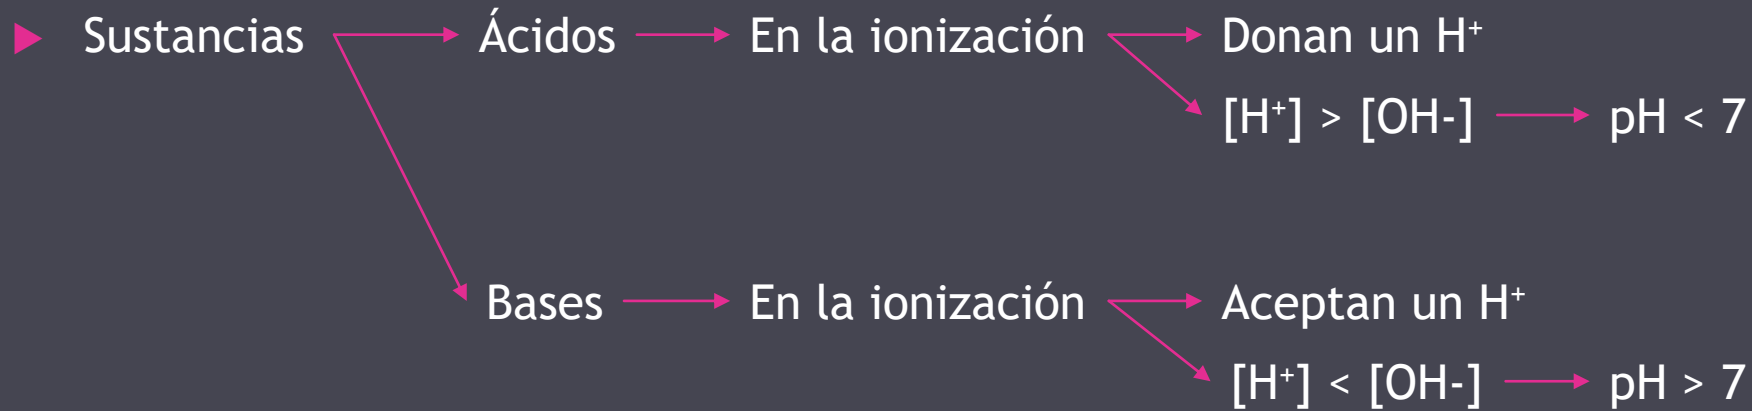 Sustancias Ácidos En la ionización Donan un H⁺
[H⁺] > [OH-] pH < 7
Bases En la ionización Aceptan un H⁺
[H⁺] < [OH-] pH > 7